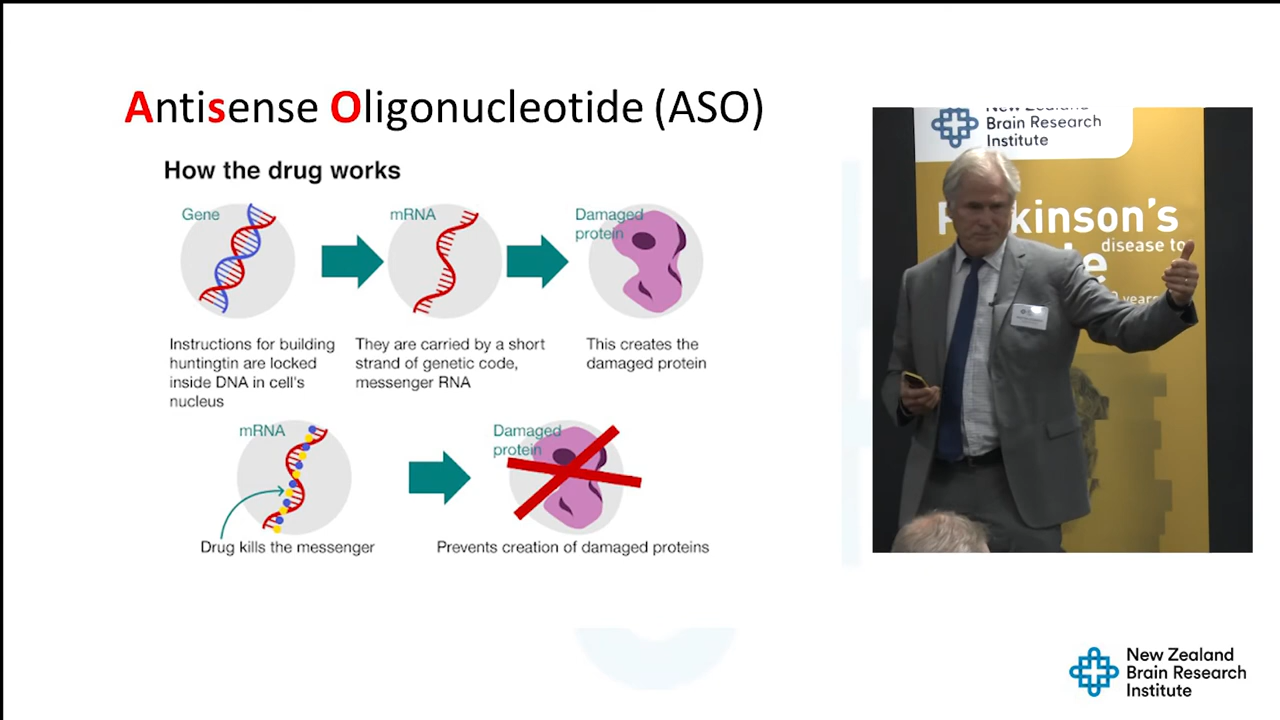 Antisense Oligonucleotide (ASO)
How the drug works
Gene
mRNA
Damaged
protein
Instructions for building
huntingtin are locked
inside DNA in cell's
nucleus
They are carried by a short
strand of genetic code,
messenger RNA
This creates the
damaged protein
mRNA
Damaged
protein
Drug kills the messenger
Prevents creation of damaged proteins
New Zealand
Brain Research
Institute
kinson's
disease to
years
New Zealand
Brain Research
Institute